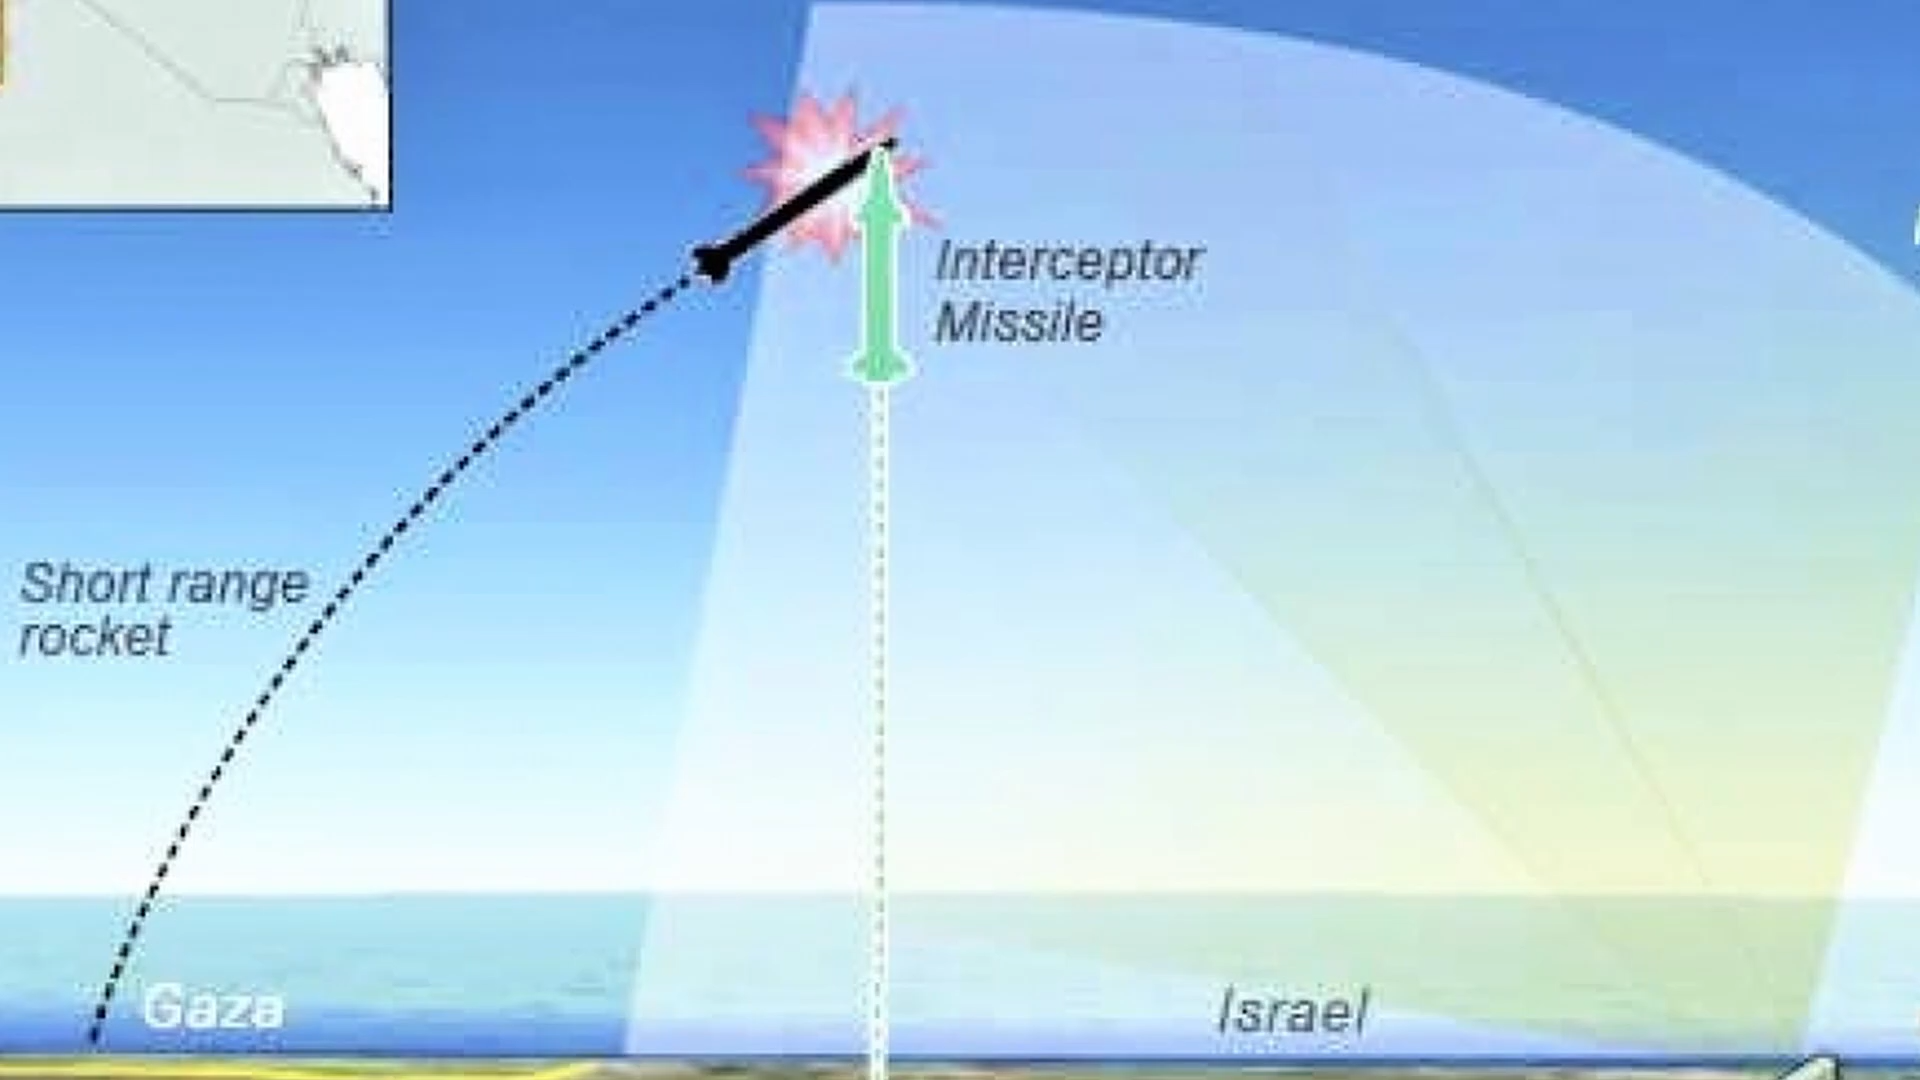 Interceptor
Missile
Short range
rocket
Gaza
Israel